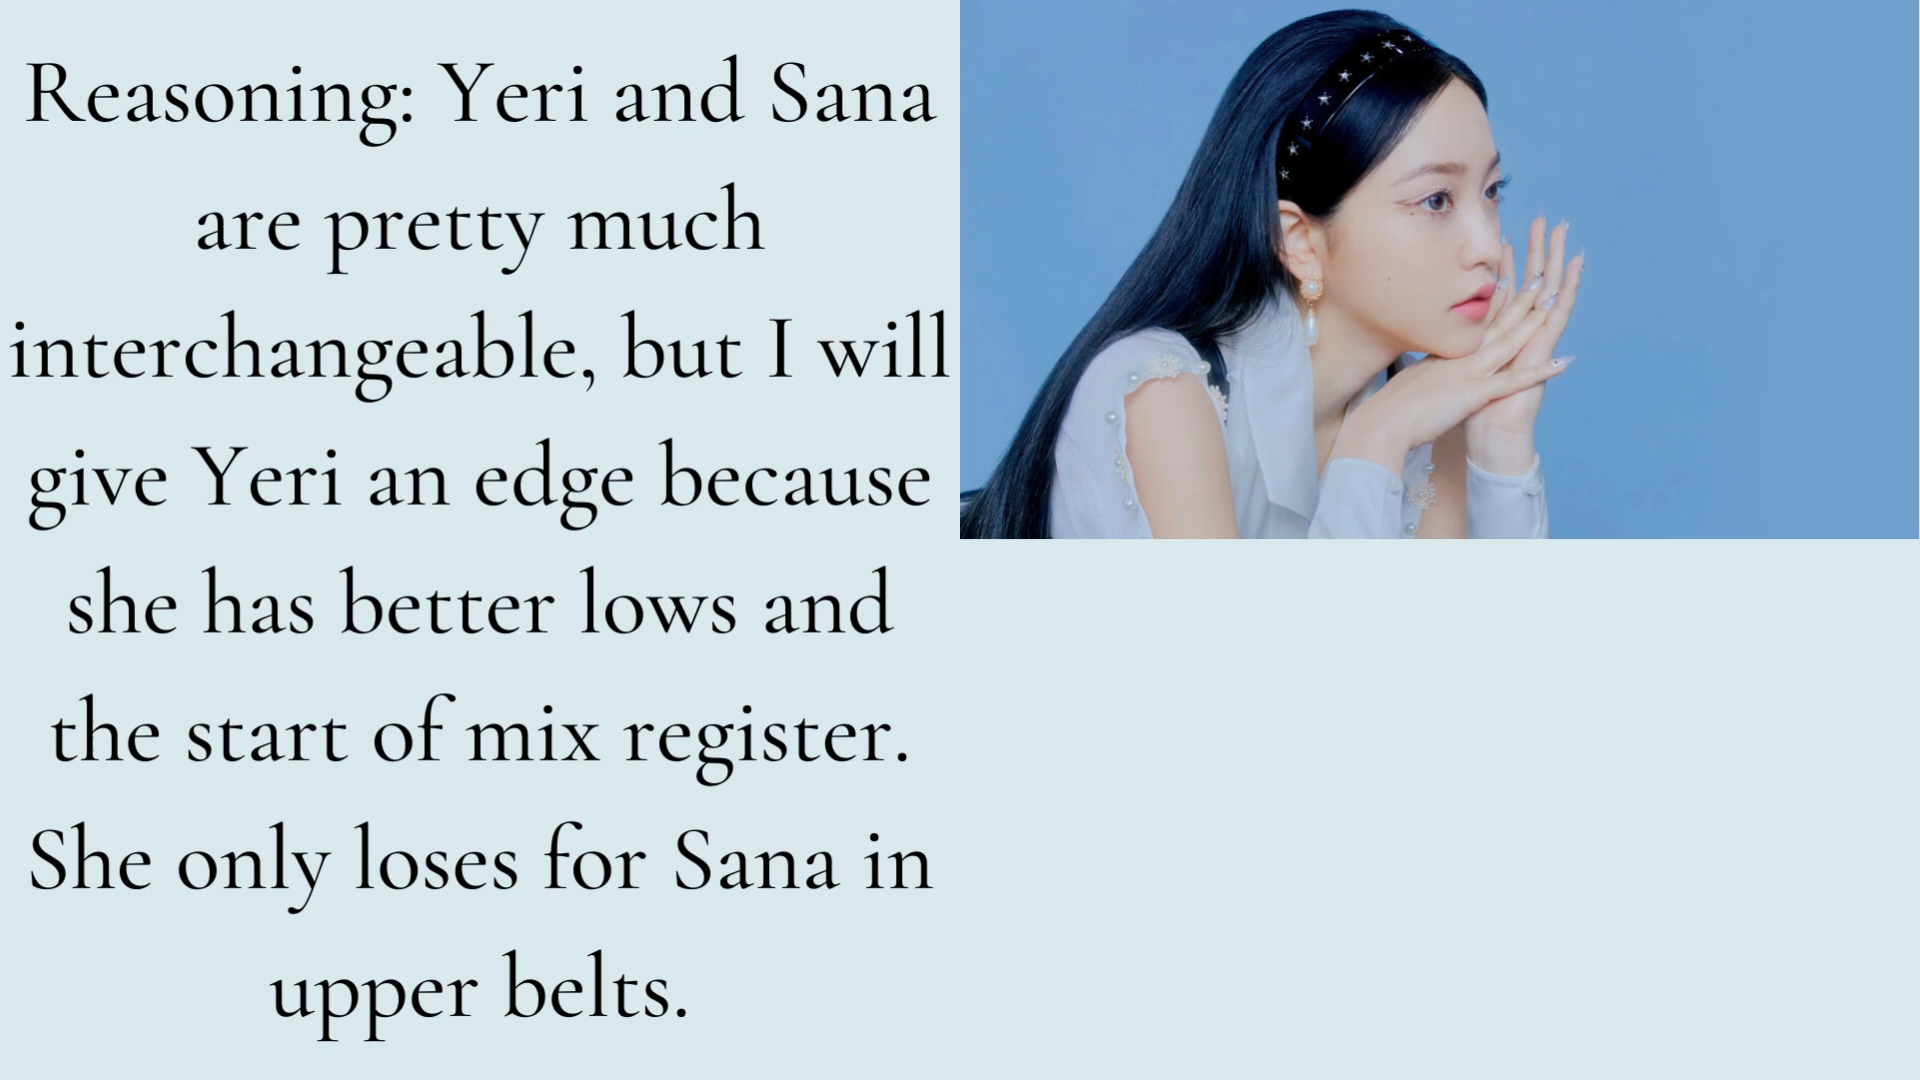 Reasoning: Yeri and Sana
are pretty much
interchangeable, but I will
give Yeri an edge because
she has better lows and
the start of mix register.
She only loses for Sana in
upper belts.